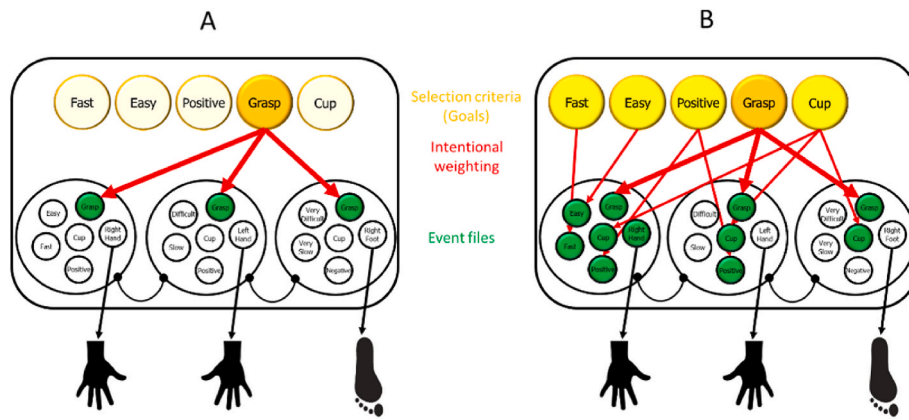 A
B
Fast Easy Positive Grasp Cup
Selection criteria
(Goals)
Fast Easy Positive Grasp Cup
Intentional
weighting
Event files
Grasp
Easy
Fast
Cup
Right
Hand
Positive
Grasp
Difficult
Slow
Cup
Left
Hand
Positive
Grasp
Very
Difficult
Very
Slow
Cup
Right
Foot
Negative
Grasp
Easy
Fast
Cup
Right
Hand
Positive
Grasp
Difficult
Slow
Cup
Left
Hand
Positive
Grasp
Very
Difficult
Very
Slow
Cup
Right
Foot
Negative